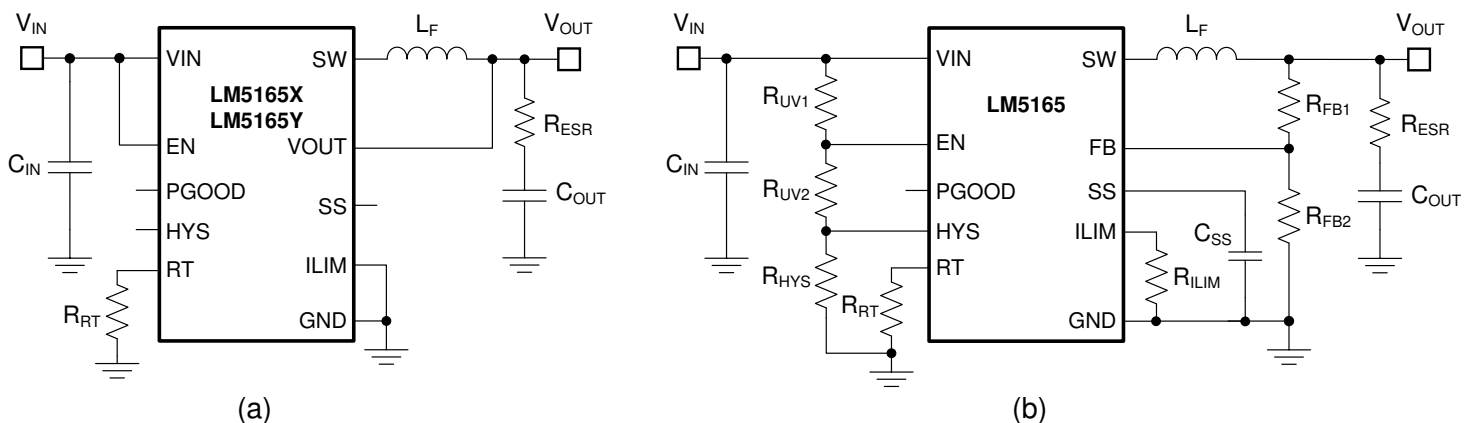 VIN
LF
VOUT
VIN
SW
LM5165X
LM5165Y
RESR
EN
VOUT
CIN
PGOOD
COUT
SS
HYS
RT
ILIM
RRT
GND
(a)
VIN
LF
VOUT
VIN
SW
RUV1
LM5165
RFB1
RESR
EN
FB
CIN
RUV2
PGOOD
SS
COUT
RFB2
HYS
ILIM
CSS
RHYS
RT
RILIM
RRT
GND
(b)